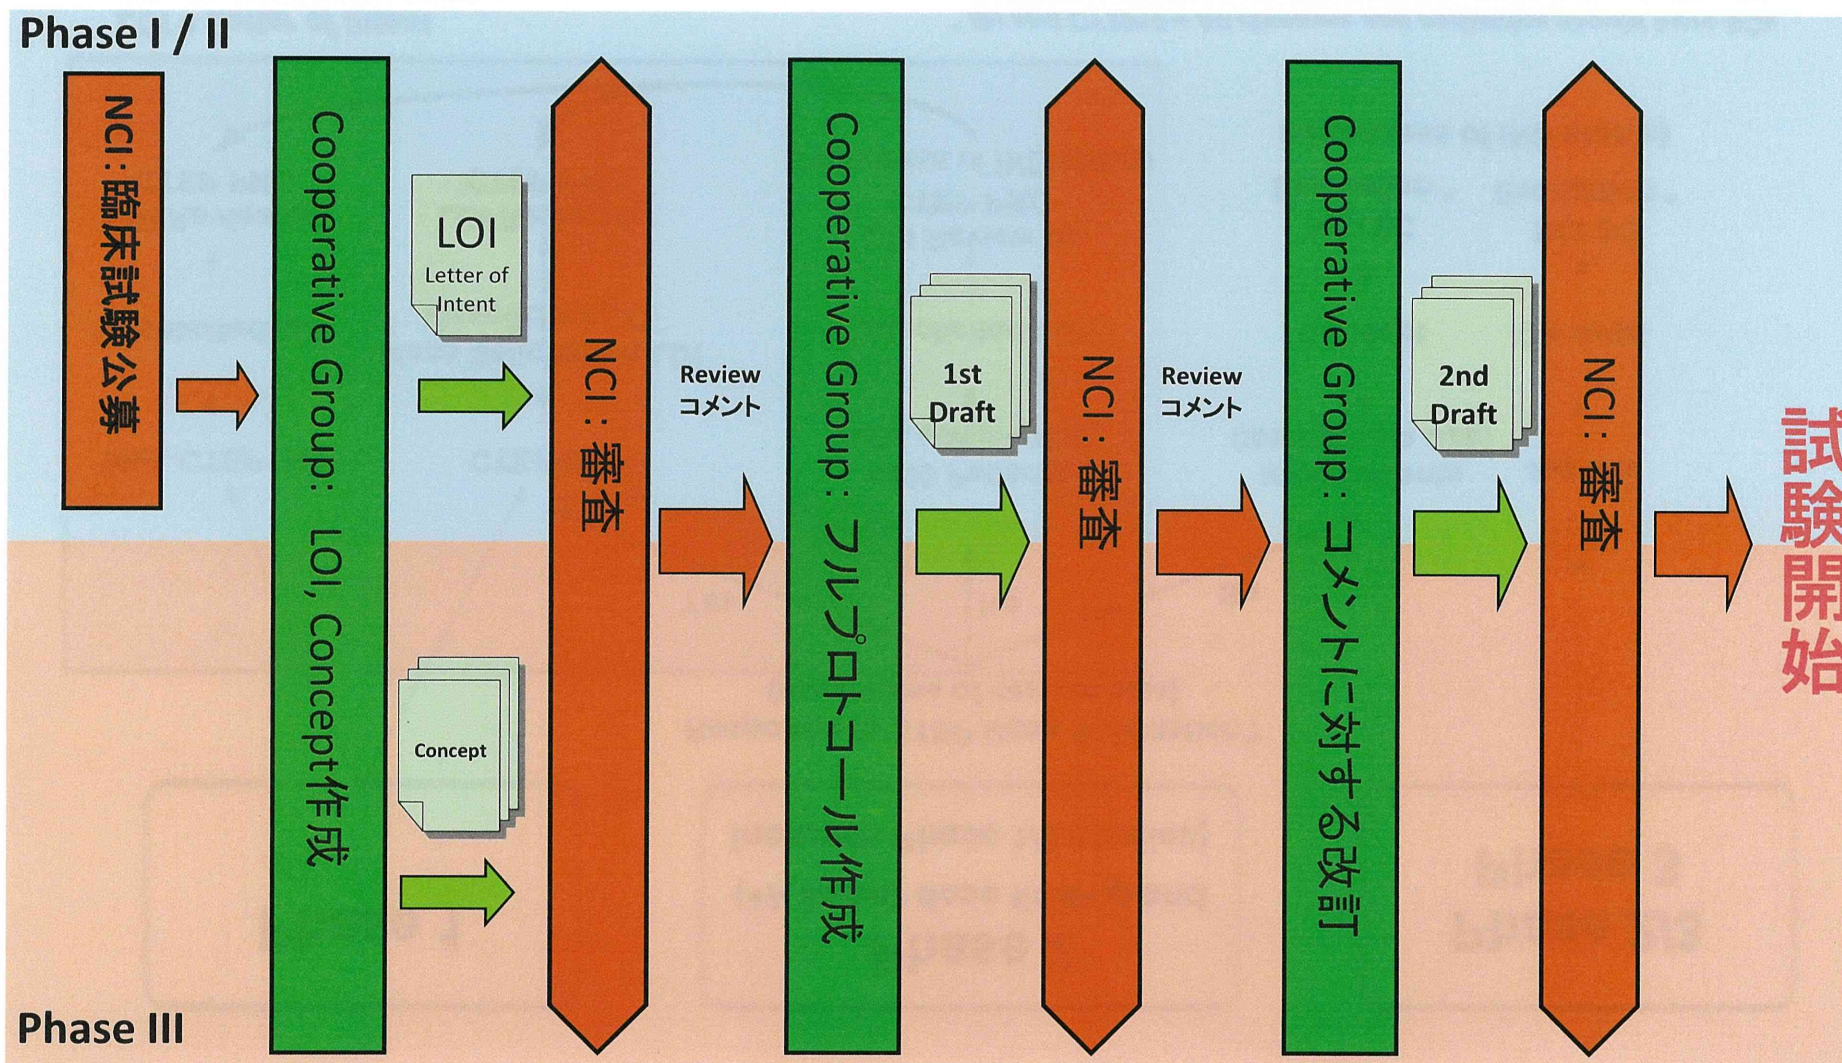 Phase I / II
NCI：臨床試験公募
Cooperative Group： LOI, Concept作成
LOI
Letter of
Intent
Concept
NCI：審査
Review
コメント
Cooperative Group：フルプロトコール作成
1st
Draft
NCI：審査
Review
コメント
Cooperative Group：コメントに対する改訂
2nd
Draft
NCI：審査
試験開始
Phase III